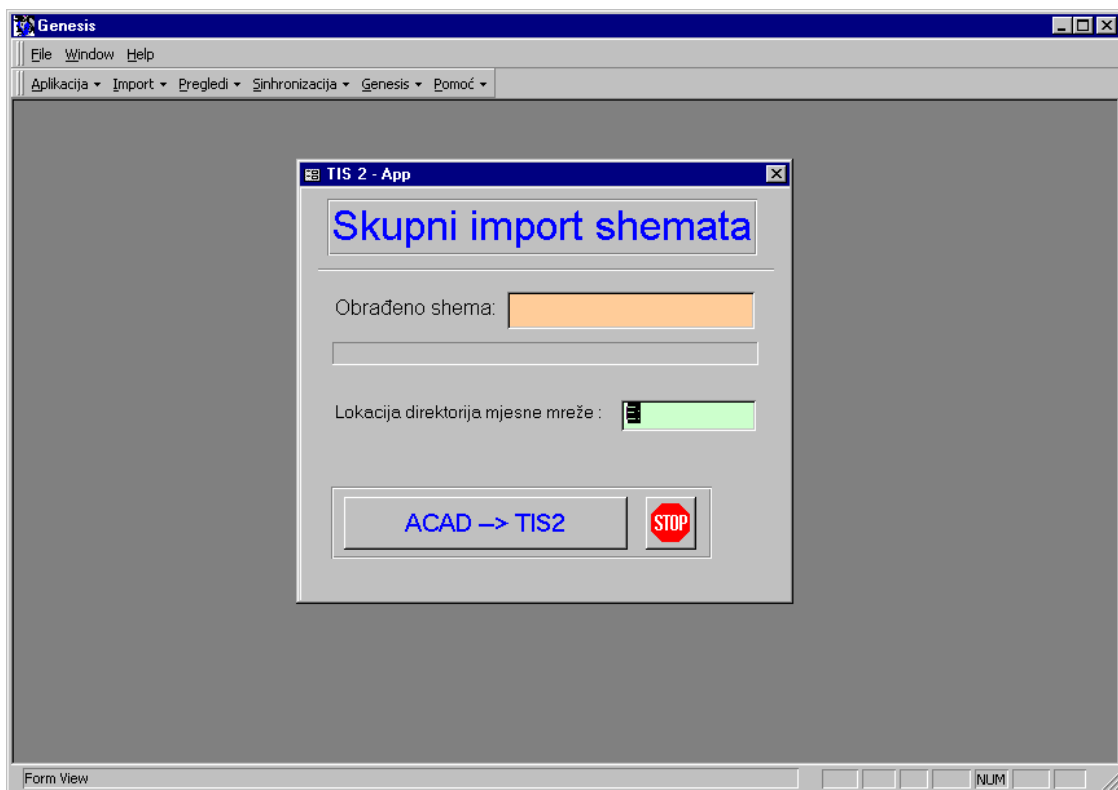 Genesis
File Window Help
Aplikacija Import Pregledi Sinhronizacija Genesis Pomoć
TIS 2 - App
Skupni import shemata
Obrađeno shema:
Lokacija direktorija mjesne mreže :
ACAD --> TIS2
STOP
Form View
NUM